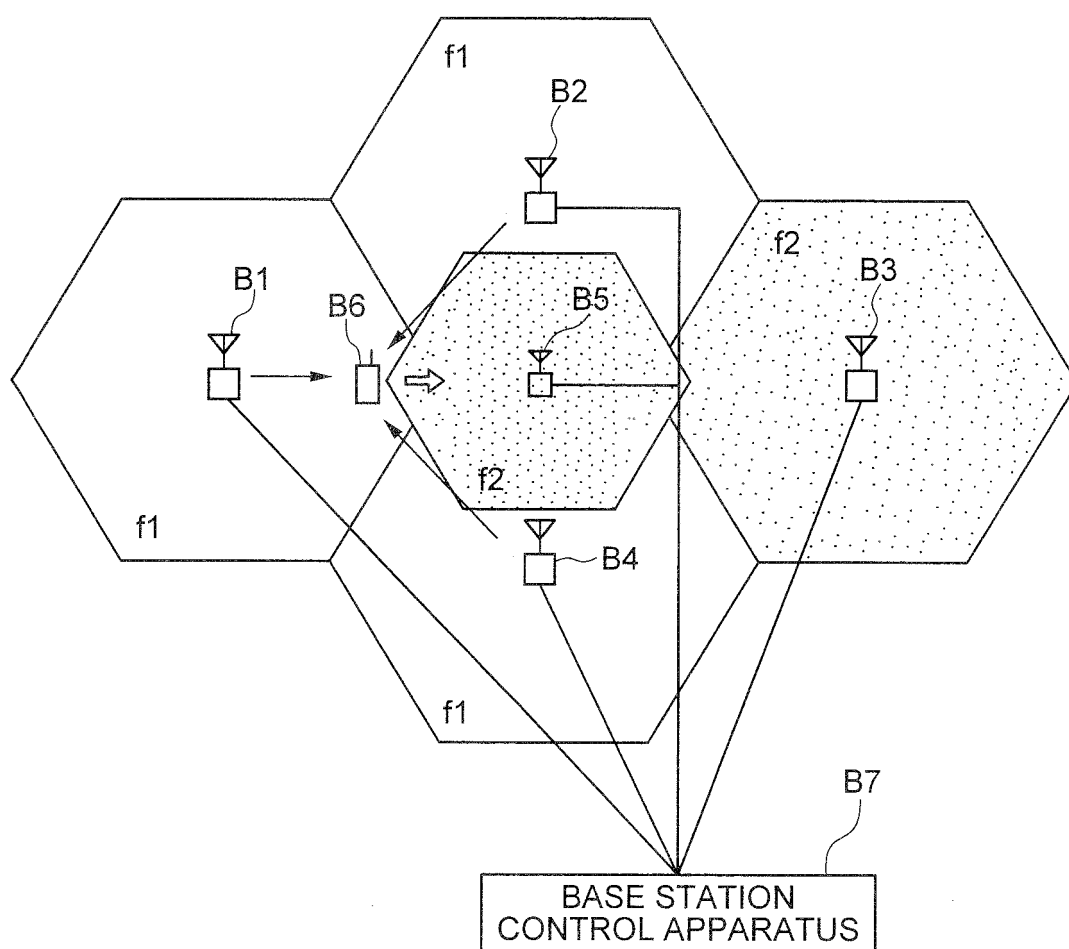 f1
B2
f2
B3
B1
B6
B5
f2
f1
B4
f1
B7
BASE STATION
CONTROL APPARATUS